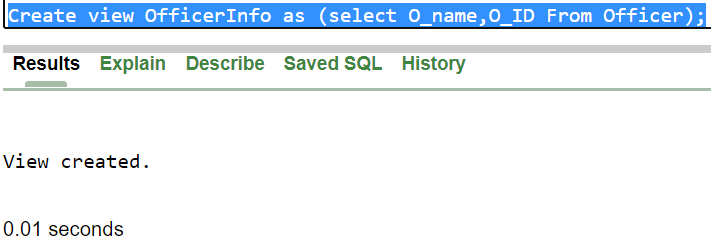 Create view OfficerInfo as (select O_name,O_ID From Officer);
Results Explain Describe Saved SQL History
View created.
0.01 seconds